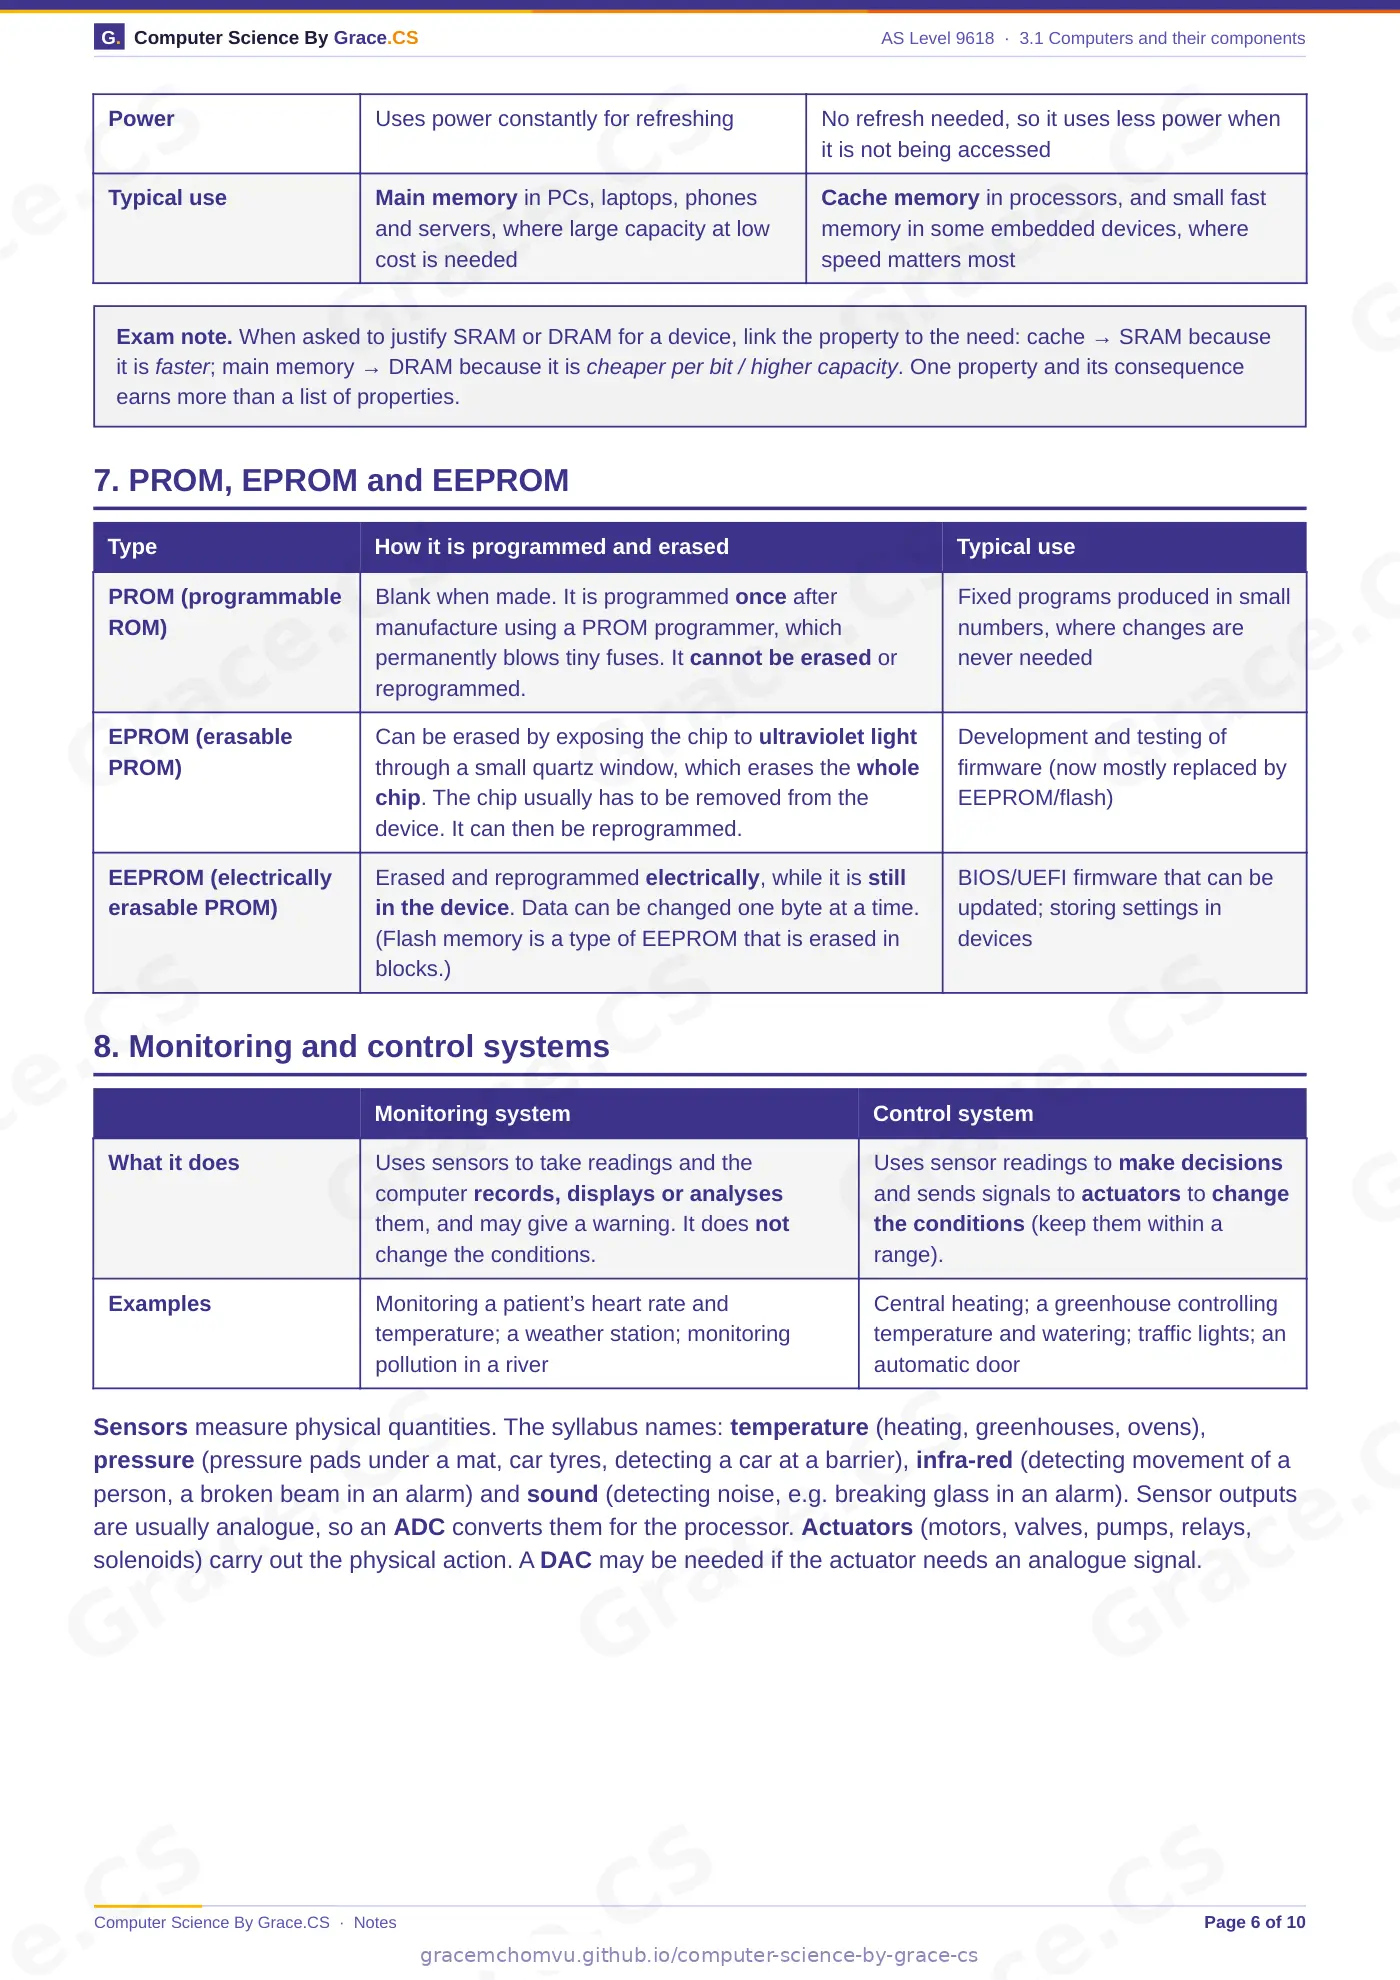 G. Computer Science By Grace.CS
AS Level 9618 · 3.1 Computers and their components
Power
Uses power constantly for refreshing
No refresh needed, so it uses less power when
it is not being accessed
Typical use
Main memory in PCs, laptops, phones
and servers, where large capacity at low
cost is needed
Cache memory in processors, and small fast
memory in some embedded devices, where
speed matters most
Exam note. When asked to justify SRAM or DRAM for a device, link the property to the need: cache → SRAM because
it is faster; main memory → DRAM because it is cheaper per bit / higher capacity. One property and its consequence
earns more than a list of properties.
7. PROM, EPROM and EEPROM
Type
How it is programmed and erased
Typical use
PROM (programmable
ROM)
Blank when made. It is programmed once after
manufacture using a PROM programmer, which
permanently blows tiny fuses. It cannot be erased or
reprogrammed.
Fixed programs produced in small
numbers, where changes are
never needed
EPROM (erasable
PROM)
Can be erased by exposing the chip to ultraviolet light
through a small quartz window, which erases the whole
chip. The chip usually has to be removed from the
device. It can then be reprogrammed.
Development and testing of
firmware (now mostly replaced by
EEPROM/flash)
EEPROM (electrically
erasable PROM)
Erased and reprogrammed electrically, while it is still
in the device. Data can be changed one byte at a time.
(Flash memory is a type of EEPROM that is erased in
blocks.)
BIOS/UEFI firmware that can be
updated; storing settings in
devices
8. Monitoring and control systems
Monitoring system
Control system
What it does
Uses sensors to take readings and the
computer records, displays or analyses
them, and may give a warning. It does not
change the conditions.
Uses sensor readings to make decisions
and sends signals to actuators to change
the conditions (keep them within a
range).
Examples
Monitoring a patient's heart rate and
temperature; a weather station; monitoring
pollution in a river
Central heating; a greenhouse controlling
temperature and watering; traffic lights; an
automatic door
Sensors measure physical quantities. The syllabus names: temperature (heating, greenhouses, ovens),
pressure (pressure pads under a mat, car tyres, detecting a car at a barrier), infra-red (detecting movement of a
person, a broken beam in an alarm) and sound (detecting noise, e.g. breaking glass in an alarm). Sensor outputs
are usually analogue, so an ADC converts them for the processor. Actuators (motors, valves, pumps, relays,
solenoids) carry out the physical action. A DAC may be needed if the actuator needs an analogue signal.
Computer Science By Grace.CS · Notes
Page 6 of 10
gracemchomvu.github.io/computer-science-by-grace-cs